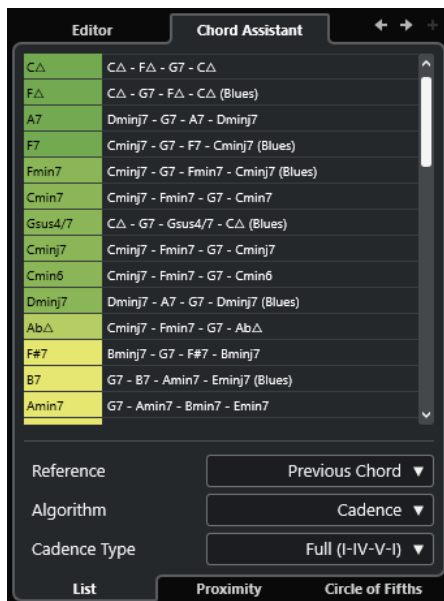 Editor Chord Assistant
C△ C△ - F△ - G7 - C△
F△ C△ - G7 - F△ - C△ (Blues)
A7 Dminj7 - G7 - A7 - Dminj7
F7 Cminj7 - G7 - F7 - Cminj7 (Blues)
Fmin7 Cminj7 - G7 - Fmin7 - Cminj7 (Blues)
Cmin7 Cminj7 - Fmin7 - G7 - Cmin7
Gsus4/7 C△ - G7 - Gsus4/7 - C△ (Blues)
Cminj7 Cminj7 - Fmin7 - G7 - Cminj7
Cmin6 Cminj7 - Fmin7 - G7 - Cmin6
Dminj7 Dminj7 - A7 - G7 - Dminj7 (Blues)
Ab△ Cminj7 - Fmin7 - G7 - Ab△
F#7 Bminj7 - G7 - F#7 - Bminj7
B7 G7 - B7 - Amin7 - Eminj7 (Blues)
Amin7 G7 - Amin7 - Bmin7 - Emin7
Reference Previous Chord
Algorithm Cadence
Cadence Type Full (I-IV-V-I)
List Proximity Circle of Fifths